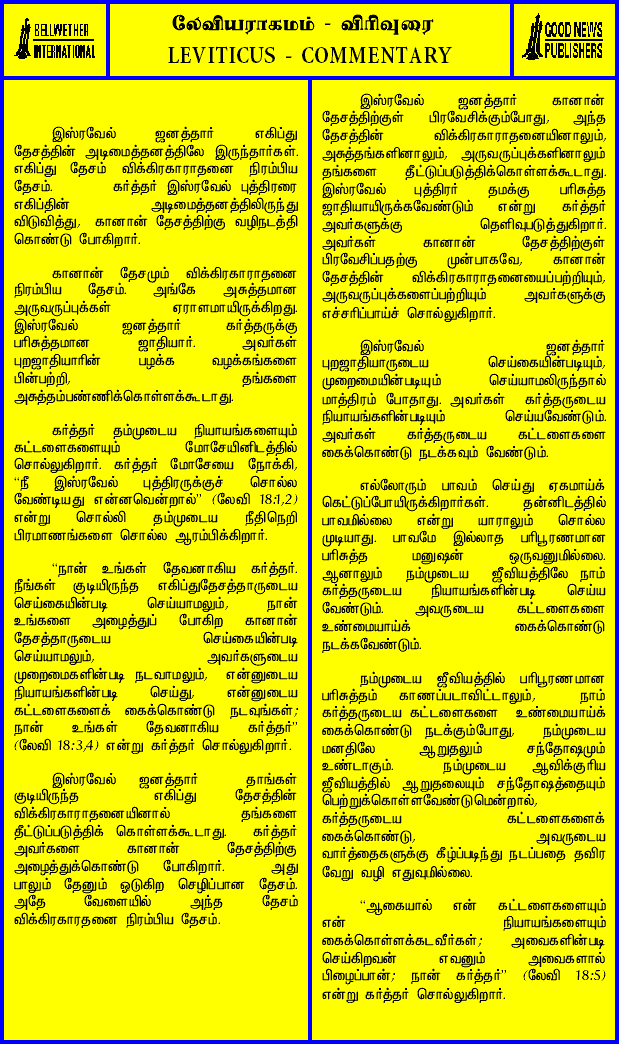 BELLWETHER
INTERNATIONAL
லேவியராகமம் - விரிவுரை
LEVITICUS - COMMENTARY
GOOD NEWS
PUBLISHERS
இஸ்ரவேல் ஜனத்தார் எகிப்து
தேசத்தின் அடிமைத்தனத்திலே இருந்தார்கள்.
எகிப்து தேசம் விக்கிரகாராதனை நிரம்பிய
தேசம். கர்த்தர் இஸ்ரவேல் புத்திரரை
எகிப்தின் அடிமைத்தனத்திலிருந்து
விடுவித்து, கானான் தேசத்திற்கு வழிநடத்தி
கொண்டு போகிறார்.
கானான் தேசமும் விக்கிரகாராதனை
நிரம்பிய தேசம். அங்கே அசுத்தமான
அருவருப்புக்கள் ஏராளமாயிருக்கிறது.
இஸ்ரவேல் ஜனத்தார் கர்த்தருக்கு
பரிசுத்தமான ஜாதியார். அவர்கள்
புறஜாதியாரின் பழக்க வழக்கங்களை
பின்பற்றி, தங்களை
அசுத்தம்பண்ணிக்கொள்ளக்கூடாது.
கர்த்தர் தம்முடைய நியாயங்களையும்
கட்டளைகளையும் மோசேயினிடத்தில்
சொல்லுகிறார். கர்த்தர் மோசேயை நோக்கி,
“நீ இஸ்ரவேல் புத்திரருக்குச் சொல்ல
வேண்டியது என்னவென்றால்” (லேவி 18:1,2)
என்று சொல்லி தம்முடைய நீதிநெறி
பிரமாணங்களை சொல்ல ஆரம்பிக்கிறார்.
“நான் உங்கள் தேவனாகிய கர்த்தர்.
நீங்கள் குடியிருந்த எகிப்துதேசத்தாருடைய
செய்கையின்படி செய்யாமலும், நான்
உங்களை அழைத்துப் போகிற கானான்
தேசத்தாருடைய செய்கையின்படி
செய்யாமலும், அவர்களுடைய
முறைமைகளின்படி நடவாமலும், என்னுடைய
நியாயங்களின்படி செய்து, என்னுடைய
கட்டளைகளைக் கைக்கொண்டு நடவுங்கள்;
நான் உங்கள் தேவனாகிய கர்த்தர்”
(லேவி 18:3,4) என்று கர்த்தர் சொல்லுகிறார்.
இஸ்ரவேல் ஜனத்தார் தாங்கள்
குடியிருந்த எகிப்து தேசத்தின்
விக்கிரகாராதனையினால் தங்களை
தீட்டுப்படுத்திக் கொள்ளக்கூடாது. கர்த்தர்
அவர்களை கானான் தேசத்திற்கு
அழைத்துக்கொண்டு போகிறார். அது
பாலும் தேனும் ஓடுகிற செழிப்பான தேசம்.
அதே வேளையில் அந்த தேசம்
விக்கிரகாரதனை நிரம்பிய தேசம்.
இஸ்ரவேல் ஜனத்தார் கானான்
தேசத்திற்குள் பிரவேசிக்கும்போது, அந்த
தேசத்தின் விக்கிரகாராதனையினாலும்,
அசுத்தங்களினாலும், அருவருப்புக்களினாலும்
தங்களை தீட்டுப்படுத்திக்கொள்ளக்கூடாது.
இஸ்ரவேல் புத்திரர் தமக்கு பரிசுத்த
ஜாதியாயிருக்கவேண்டும் என்று கர்த்தர்
அவர்களுக்கு தெளிவுபடுத்துகிறார்.
அவர்கள் கானான் தேசத்திற்குள்
பிரவேசிப்பதற்கு முன்பாகவே, கானான்
தேசத்தின் விக்கிரகாராதனையைப்பற்றியும்,
அருவருப்புக்களைப்பற்றியும் அவர்களுக்கு
எச்சரிப்பாய்ச் சொல்லுகிறார்.
இஸ்ரவேல் ஜனத்தார்
புறஜாதியாருடைய செய்கையின்படியும்,
முறைமையின்படியும் செய்யாமலிருந்தால்
மாத்திரம் போதாது. அவர்கள் கர்த்தருடைய
நியாயங்களின்படியும் செய்யவேண்டும்.
அவர்கள் கர்த்தருடைய கட்டளைகளை
கைக்கொண்டு நடக்கவும் வேண்டும்.
எல்லோரும் பாவம் செய்து ஏகமாய்க்
கெட்டுப்போயிருக்கிறார்கள். தன்னிடத்தில்
பாவமில்லை என்று யாராலும் சொல்ல
முடியாது. பாவமே இல்லாத பரிபூரணமான
பரிசுத்த மனுஷன் ஒருவனுமில்லை.
ஆனாலும் நம்முடைய ஜீவியத்திலே நாம்
கர்த்தருடைய நியாயங்களின்படி செய்ய
வேண்டும். அவருடைய கட்டளைகளை
உண்மையாய்க் கைக்கொண்டு
நடக்கவேண்டும்.
நம்முடைய ஜீவியத்தில் பரிபூரணமான
பரிசுத்தம் காணப்படாவிட்டாலும், நாம்
கர்த்தருடைய கட்டளைகளை உண்மையாய்க்
கைக்கொண்டு நடக்கும்போது, நம்முடைய
மனதிலே ஆறுதலும் சந்தோஷமும்
உண்டாகும். நம்முடைய ஆவிக்குரிய
ஜீவியத்தில் ஆறுதலையும் சந்தோஷத்தையும்
பெற்றுக்கொள்ளவேண்டுமென்றால்,
கர்த்தருடைய கட்டளைகளைக்
கைக்கொண்டு, அவருடைய
வார்த்தைகளுக்கு கீழ்ப்படிந்து நடப்பதை தவிர
வேறு வழி எதுவுமில்லை.
“ஆகையால் என் கட்டளைகளையும்
என் நியாயங்களையும்
கைக்கொள்ளக்கடவீர்கள்; அவைகளின்படி
செய்கிறவன் எவனும் அவைகளால்
பிழைப்பான்; நான் கர்த்தர்” (லேவி 18:5)
என்று கர்த்தர் சொல்லுகிறார்.